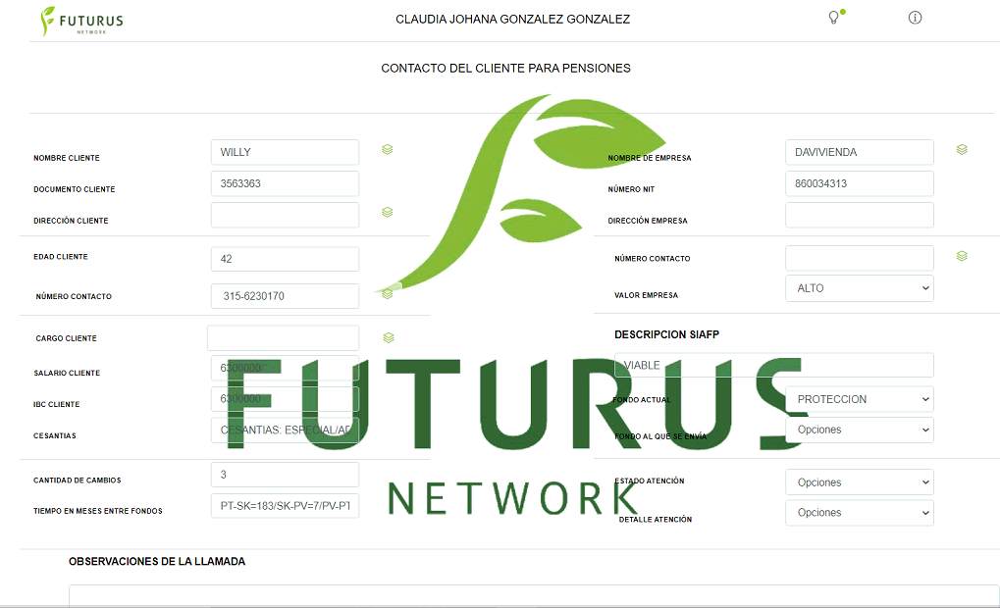 FUTURUS
NETWORK
CLAUDIA JOHANA GONZALEZ GONZALEZ
CONTACTO DEL CLIENTE PARA PENSIONES
NOMBRE CLIENTE WILLY
DOCUMENTO CLIENTE 3563363
DIRECCIÓN CLIENTE
EDAD CLIENTE 42
NÚMERO CONTACTO 315-6230170
CARGO CLIENTE
SALARIO CLIENTE 6300000
IBC CLIENTE 6300000
CESANTIAS CESANTIAS: ESPECIAL/AD
CANTIDAD DE CAMBIOS 3
TIEMPO EN MESES ENTRE FONDOS PT-SK=183/SK-PV=7/PV-PT
NOMBRE DE EMPRESA DAVIVIENDA
NÚMERO NIT 860034313
DIRECCIÓN EMPRESA
NÚMERO CONTACTO
VALOR EMPRESA ALTO
DESCRIPCION SIAFP
VIABLE
FONDO ACTUAL PROTECCION
FONDO AL QUE SE ENVÍA Opciones
ESTADO ATENCIÓN Opciones
DETALLE ATENCIÓN Opciones
FUTURUS
NETWORK
OBSERVACIONES DE LA LLAMADA